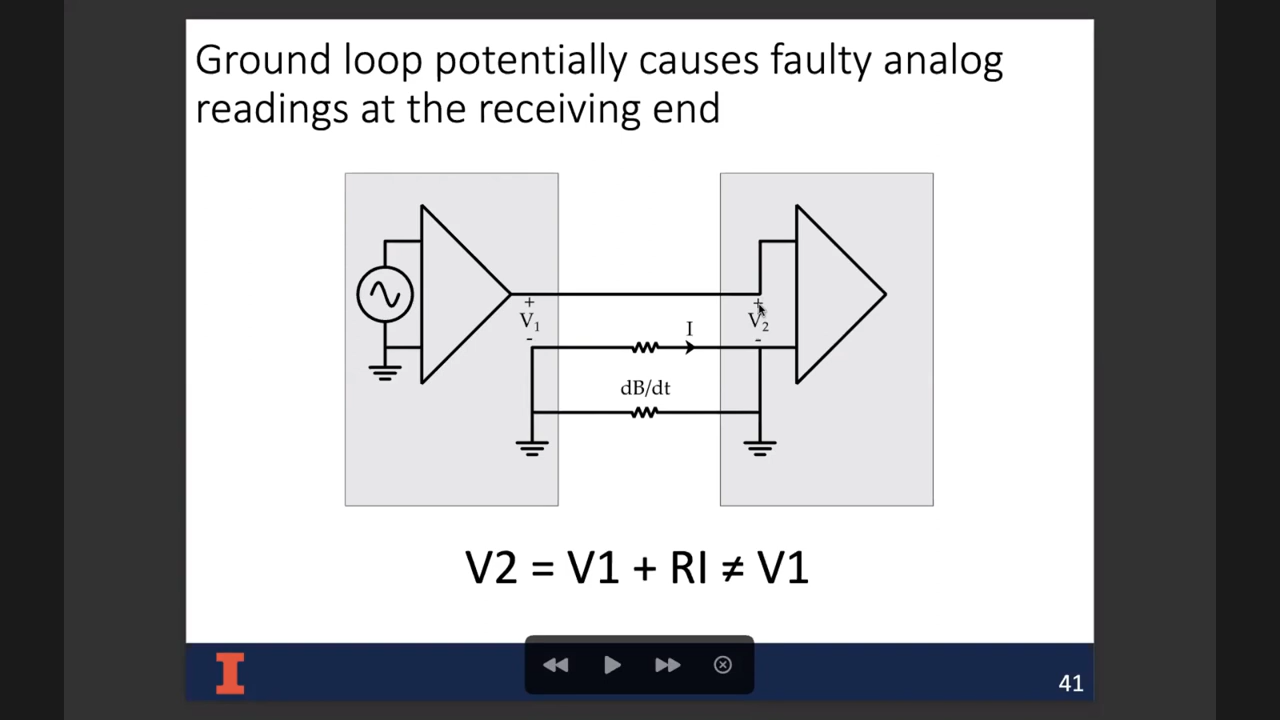 Ground loop potentially causes faulty analog
readings at the receiving end
+
V₁
-
+
V₂
-
I
dB/dt
V2 = V1 + RI ≠ V1
I
41